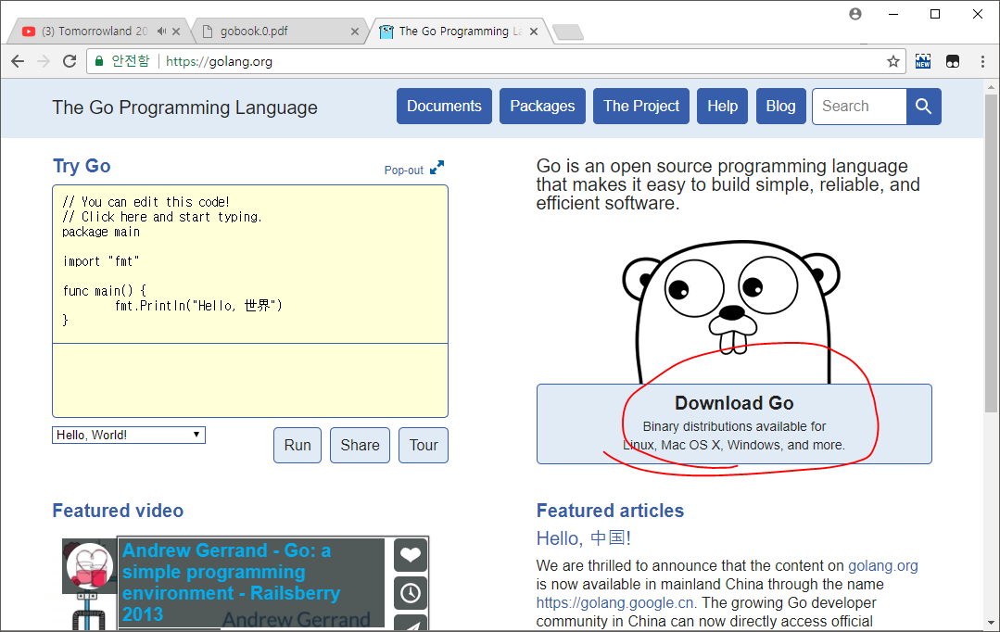 (3) Tomorrowland 20
gobook.0.pdf
The Go Programming La
안전함
https://golang.org
NEW
The Go Programming Language
Documents
Packages
The Project
Help
Blog
Search
Try Go
Pop-out
// You can edit this code!
// Click here and start typing.
package main
import "fmt"
func main() {
fmt.Println("Hello, 世界")
}
Hello, World!
Run
Share
Tour
Go is an open source programming language
that makes it easy to build simple, reliable, and
efficient software.
Download Go
Binary distributions available for
Linux, Mac OS X, Windows, and more.
Featured video
Andrew Gerrand - Go: a
simple programming
environment - Railsberry
2013
Andrew Gerrand
Featured articles
Hello, 中国!
We are thrilled to announce that the content on golang.org
is now available in mainland China through the name
https://golang.google.cn. The growing Go developer
community in China can now directly access official